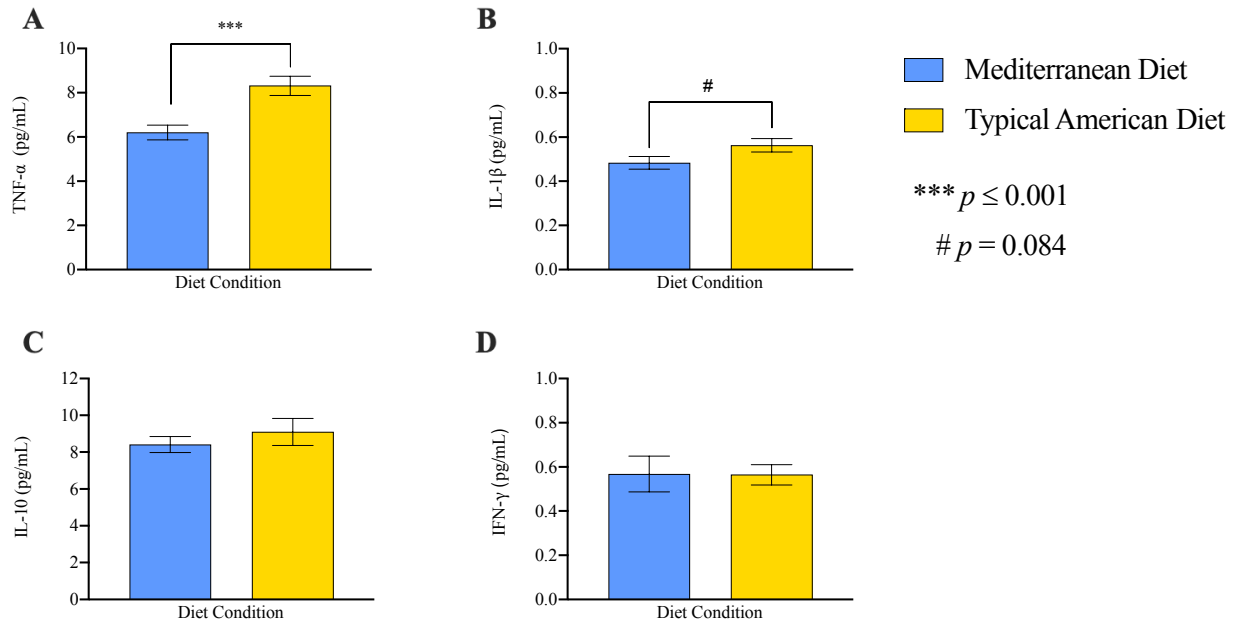 A
***
TNF-α (pg/mL)
10
8
6
4
2
0
Diet Condition
B
#
IL-1β (pg/mL)
1.0
0.8
0.6
0.4
0.2
0.0
Diet Condition
Mediterranean Diet
Typical American Diet
*** p ≤ 0.001
# p = 0.084
C
IL-10 (pg/mL)
12
10
8
6
4
2
0
Diet Condition
D
IFN-γ (pg/mL)
1.0
0.8
0.6
0.4
0.2
0.0
Diet Condition